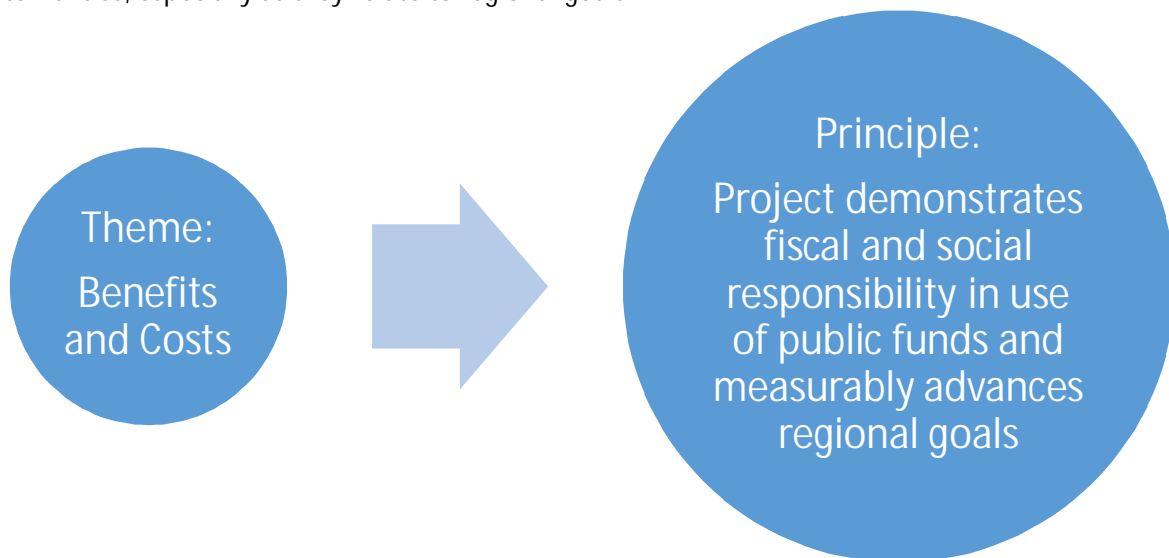 Theme:
Benefits
and Costs
Principle:
Project demonstrates
fiscal and social
responsibility in use
of public funds and
measurably advances
regional goals